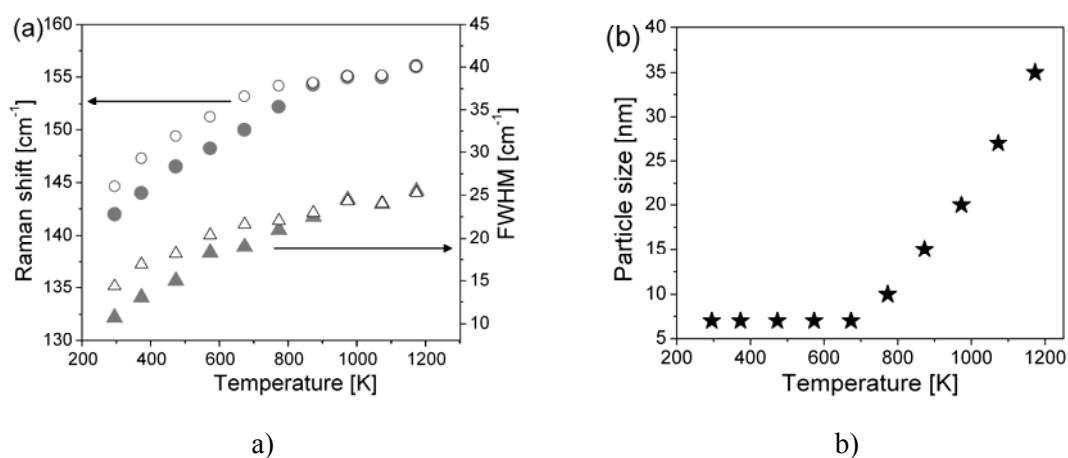 (a)
160
155
150
145
140
135
130
Raman shift [cm⁻¹]
45
40
35
30
25
20
15
10
FWHM [cm⁻¹]
200 400 600 800 1000 1200
Temperature [K]
(b)
40
35
30
25
20
15
10
5
Particle size [nm]
200 400 600 800 1000 1200
Temperature [K]
a)
b)